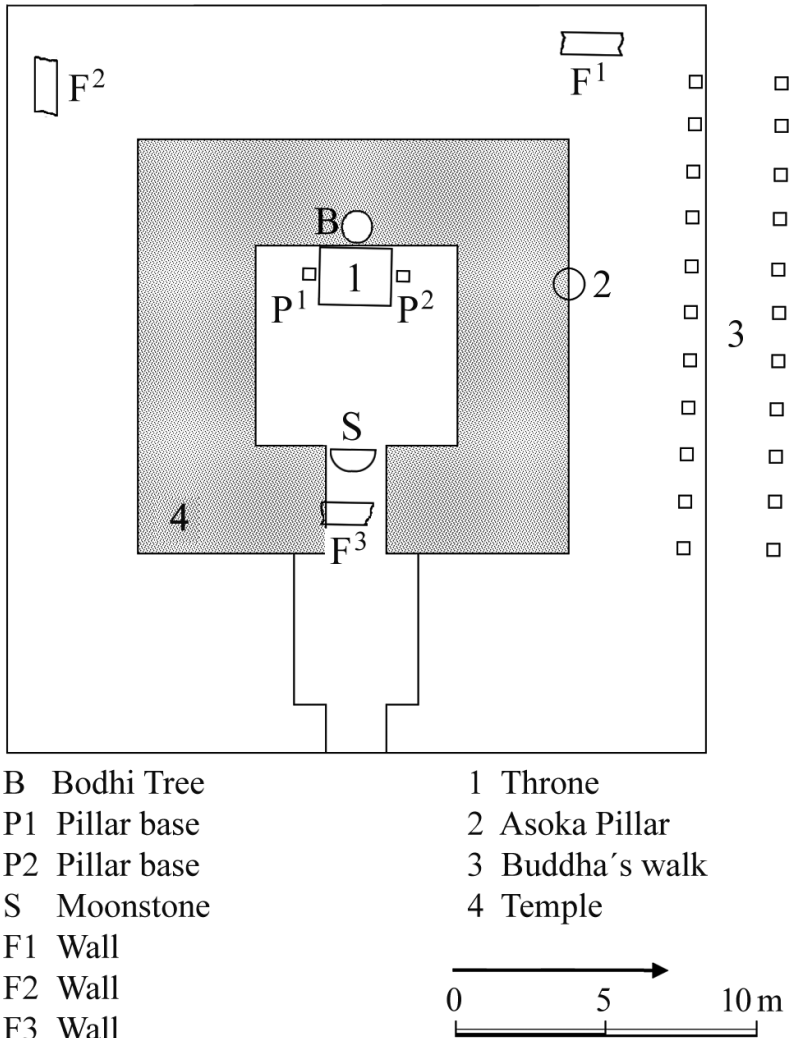 F²
F¹
B
1
P¹
P²
2
3
S
4
F³
B Bodhi Tree
P1 Pillar base
P2 Pillar base
S Moonstone
F1 Wall
F2 Wall
F3 Wall
1 Throne
2 Asoka Pillar
3 Buddha´s walk
4 Temple
0 5 10 m